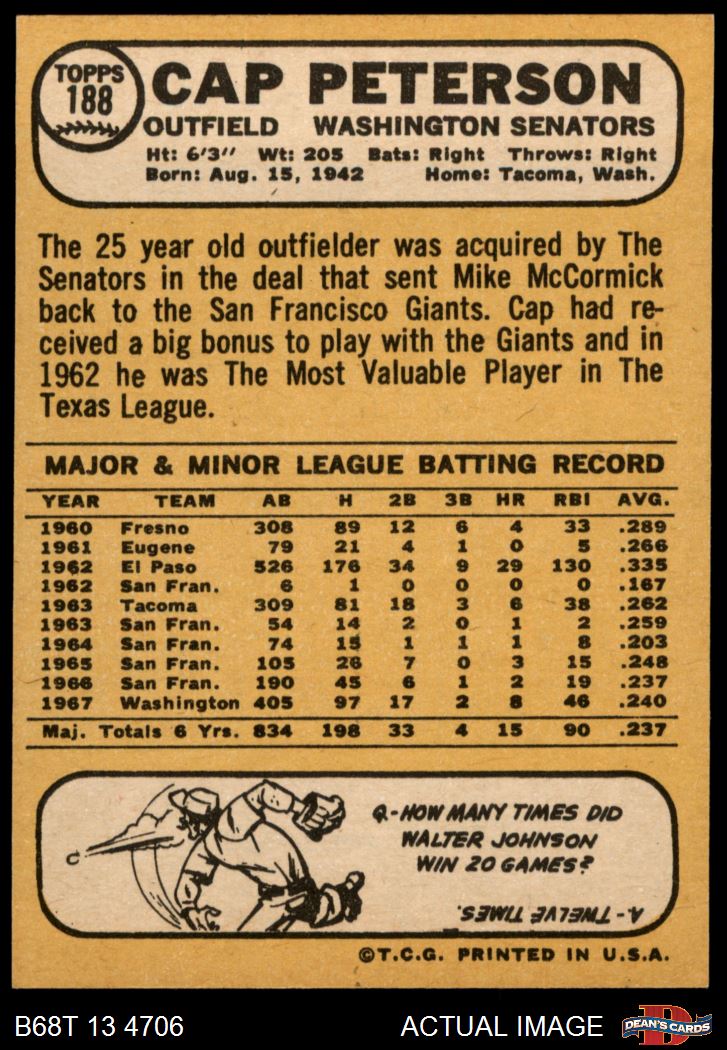 TOPPS
188
CAP PETERSON
OUTFIELD WASHINGTON SENATORS
Ht: 6'3" Wt: 205 Bats: Right Throws: Right
Born: Aug. 15, 1942 Home: Tacoma, Wash.
The 25 year old outfielder was acquired by The
Senators in the deal that sent Mike McCormick
back to the San Francisco Giants. Cap had re-
ceived a big bonus to play with the Giants and in
1962 he was The Most Valuable Player in The
Texas League.
MAJOR & MINOR LEAGUE BATTING RECORD
YEAR TEAM AB H 2B 3B HR RBI AVG.
1960 Fresno 308 89 12 6 4 33 .289
1961 Eugene 79 21 4 1 0 5 .266
1962 El Paso 526 176 34 9 29 130 .335
1962 San Fran. 6 1 0 0 0 0 .167
1963 Tacoma 309 81 18 3 6 38 .262
1963 San Fran. 54 14 2 0 1 2 .259
1964 San Fran. 74 15 1 1 1 8 .203
1965 San Fran. 105 26 7 0 3 15 .248
1966 San Fran. 190 45 6 1 2 19 .237
1967 Washington 405 97 17 2 8 46 .240
Maj. Totals 6 Yrs. 834 198 33 4 15 90 .237
Q-HOW MANY TIMES DID
WALTER JOHNSON
WIN 20 GAMES?
A-TWELVE TIMES.
©T.C.G. PRINTED IN U.S.A.
B68T 13 4706 ACTUAL IMAGE DEAN'S CARDS